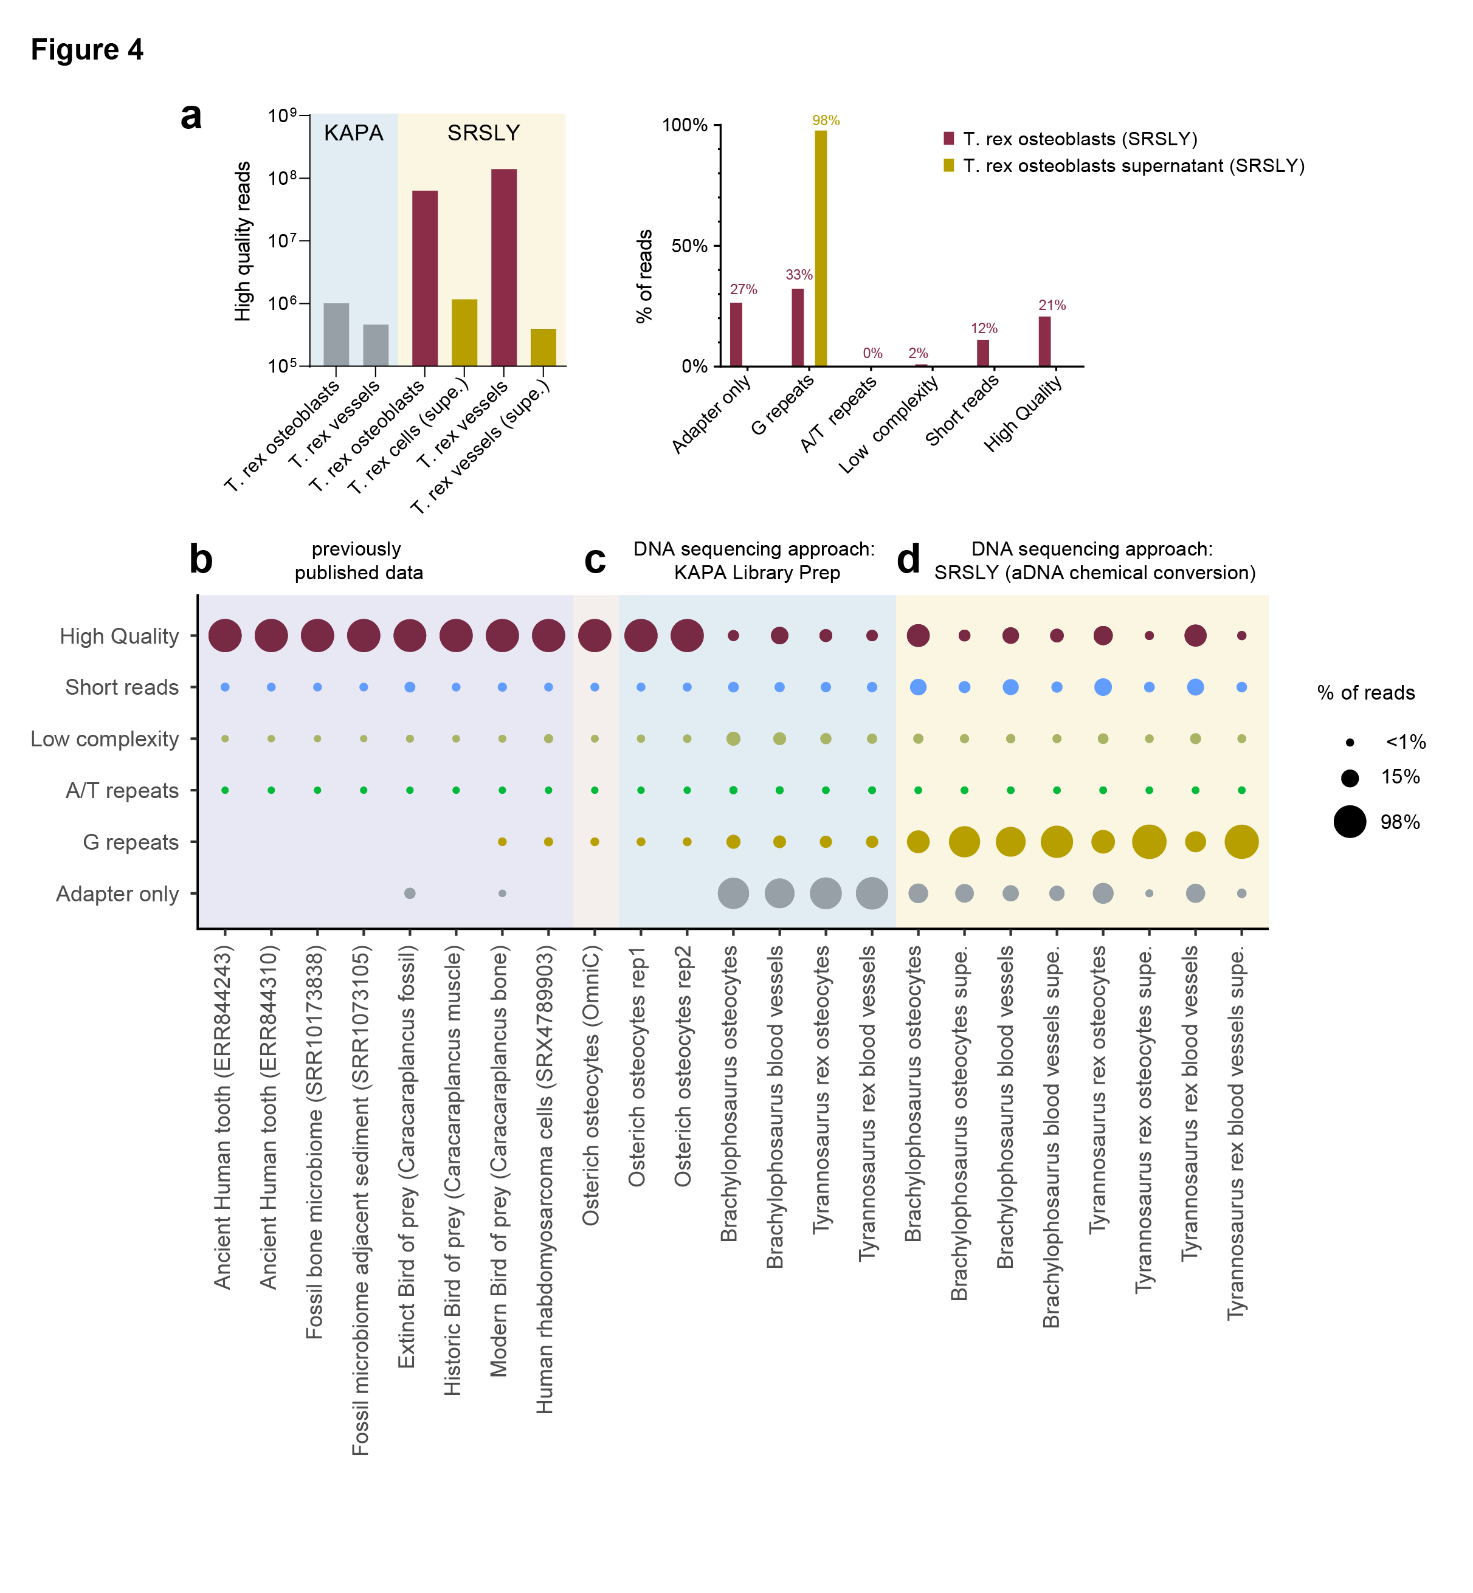 Figure 4
a
10⁹
10⁸
10⁷
10⁶
10⁵
High quality reads
KAPA
SRSLY
T. rex osteoblasts
T. rex vessels
T. rex osteoblasts
T. rex cells (supe.)
T. rex vessels
T. rex vessels (supe.)
100%
50%
0%
% of reads
27%
33%
98%
0%
2%
12%
21%
Adapter only
G repeats
A/T repeats
Low complexity
Short reads
High Quality
T. rex osteoblasts (SRSLY)
T. rex osteoblasts supernatant (SRSLY)
b
previously
published data
c
DNA sequencing approach:
KAPA Library Prep
d
DNA sequencing approach:
SRSLY (aDNA chemical conversion)
High Quality
Short reads
Low complexity
A/T repeats
G repeats
Adapter only
% of reads
<1%
15%
98%
Ancient Human tooth (ERR844243)
Ancient Human tooth (ERR844310)
Fossil bone microbiome (SRR10173838)
Fossil microbiome adjacent sediment (SRR1073105)
Extinct Bird of prey (Caracaraplancus fossil)
Historic Bird of prey (Caracaraplancus muscle)
Modern Bird of prey (Caracaraplancus bone)
Human rhabdomyosarcoma cells (SRX4789903)
Osterich osteocytes (OmniC)
Osterich osteocytes rep1
Osterich osteocytes rep2
Brachylophosaurus osteocytes
Brachylophosaurus blood vessels
Tyrannosaurus rex osteocytes
Tyrannosaurus rex blood vessels
Brachylophosaurus osteocytes
Brachylophosaurus osteocytes supe.
Brachylophosaurus blood vessels
Brachylophosaurus blood vessels supe.
Tyrannosaurus rex osteocytes
Tyrannosaurus rex osteocytes supe.
Tyrannosaurus rex blood vessels
Tyrannosaurus rex blood vessels supe.